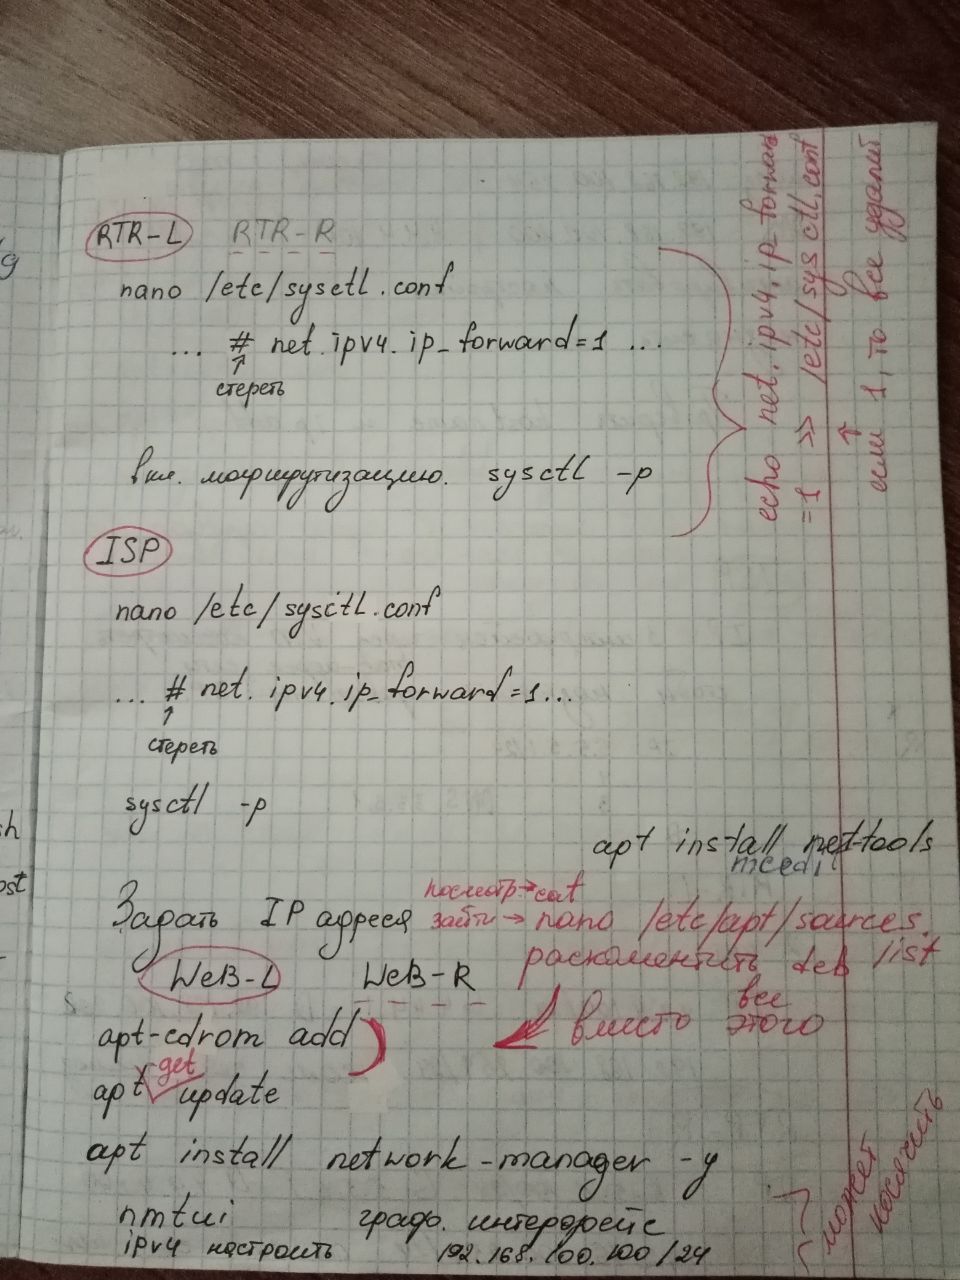 RTR-L RTR-R
nano /etc/sysctl.conf
... # net.ipv4.ip_forward=1 ...
↑
стереть
вкл. маршрутизацию. sysctl -p
echo net.ipv4.ip_forward
=1 >> /etc/sysctl.conf
↑
если 1, то все удалит
ISP
nano /etc/sysctl.conf
... # net.ipv4.ip_forward=1...
↑
стереть
sysctl -p
apt install net-tools
mcedit
Задать IP адреса
посмотр→cat
зайти → nano /etc/apt/sources.
list
раскоментить deb
WeB-L WeB-R
все
вместо этого
apt-cdrom add
get
apt update
apt install network-manager -y
nmtui граф. интерфейс
ipv4 настроить 192.168.100.100/24
может
косячить